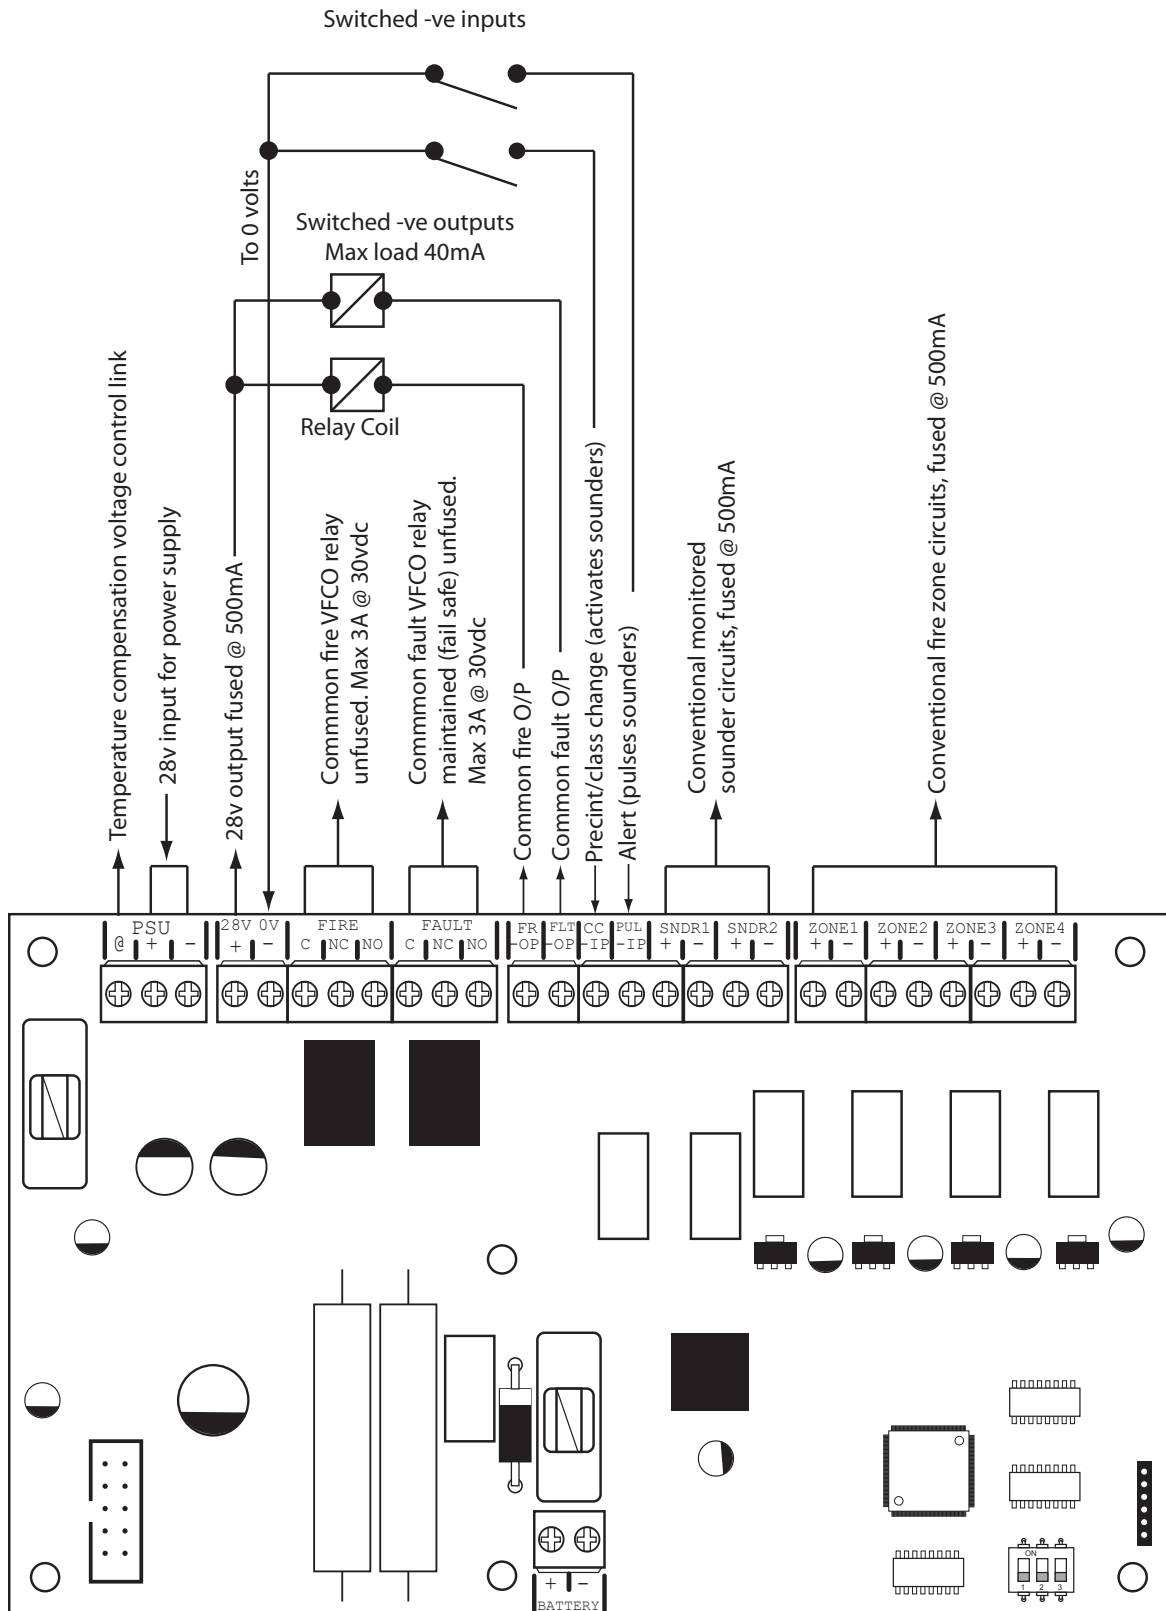 Switched -ve inputs
To 0 volts
Switched -ve outputs
Max load 40mA
Relay Coil
Temperature compensation voltage control link
28v input for power supply
28v output fused @ 500mA
Commmon fire VFCO relay
unfused. Max 3A @ 30vdc
Commmon fault VFCO relay
maintained (fail safe) unfused.
Max 3A @ 30vdc
Common fire O/P
Common fault O/P
Precint/class change (activates sounders)
Alert (pulses sounders)
Conventional monitored
sounder circuits, fused @ 500mA
Conventional fire zone circuits, fused @ 500mA
PSU 28V 0V FIRE FAULT FR FLT CC PUL SNDR1 SNDR2 ZONE1 ZONE2 ZONE3 ZONE4
@ + - + - C NC NO C NC NO -OP -OP -IP -IP + - + - + - + - + - + -
ON
1 2 3
+ -
BATTERY